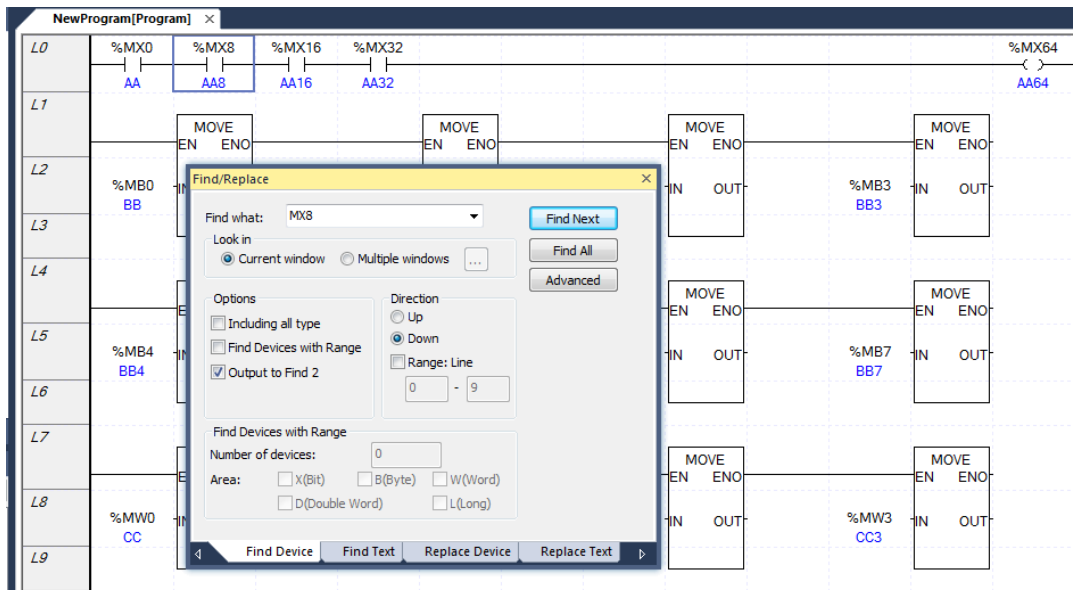 NewProgram[Program] ×
L0 %MX0 %MX8 %MX16 %MX32 %MX64
AA AA8 AA16 AA32 AA64
L1
MOVE MOVE MOVE MOVE
EN ENO EN ENO EN ENO EN ENO
L2
Find/Replace
%MB0 IN OUT %MB3 IN OUT
BB BB3
Find what: MX8 Find Next
L3
Look in
Current window Multiple windows ... Find All
L4
Advanced
MOVE MOVE
Options Direction
EN ENO EN ENO
Up
Including all type
L5
Down
Find Devices with Range
%MB4 IN OUT %MB7 IN OUT
Range: Line
BB4 BB7
Output to Find 2
L6
0 - 9
L7
Find Devices with Range
Number of devices: 0
MOVE MOVE
EN ENO EN ENO
Area: X(Bit) B(Byte) W(Word)
L8
D(Double Word) L(Long)
%MW0 IN OUT %MW3 IN OUT
CC CC3
L9
Find Device Find Text Replace Device Replace Text